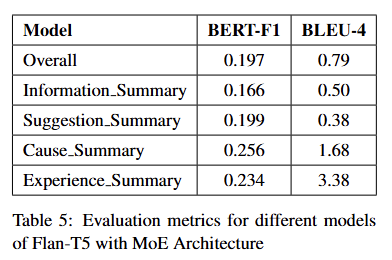 Model BERT-F1 BLEU-4
Overall 0.197 0.79
Information_Summary 0.166 0.50
Suggestion_Summary 0.199 0.38
Cause_Summary 0.256 1.68
Experience_Summary 0.234 3.38
Table 5: Evaluation metrics for different models
of Flan-T5 with MoE Architecture